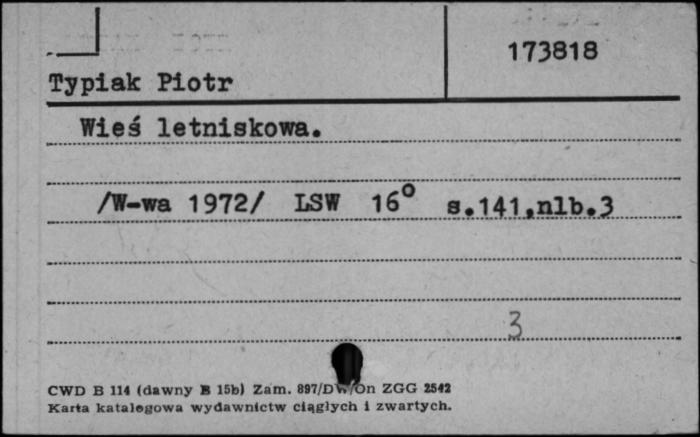 173818
Typiak Piotr
Wieś letniskowa.
/W-wa 1972/ LSW 16° s.141,nlb.3
3
CWD B 114 (dawny B 15b) Zam. 897/DW/On ZGG 2542
Karta katalogowa wydawnictw ciągłych i zwartych.